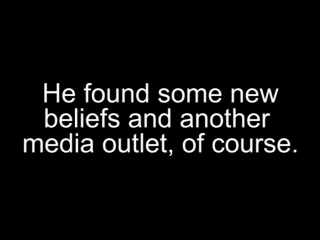 He found some new
beliefs and another
media outlet, of course.